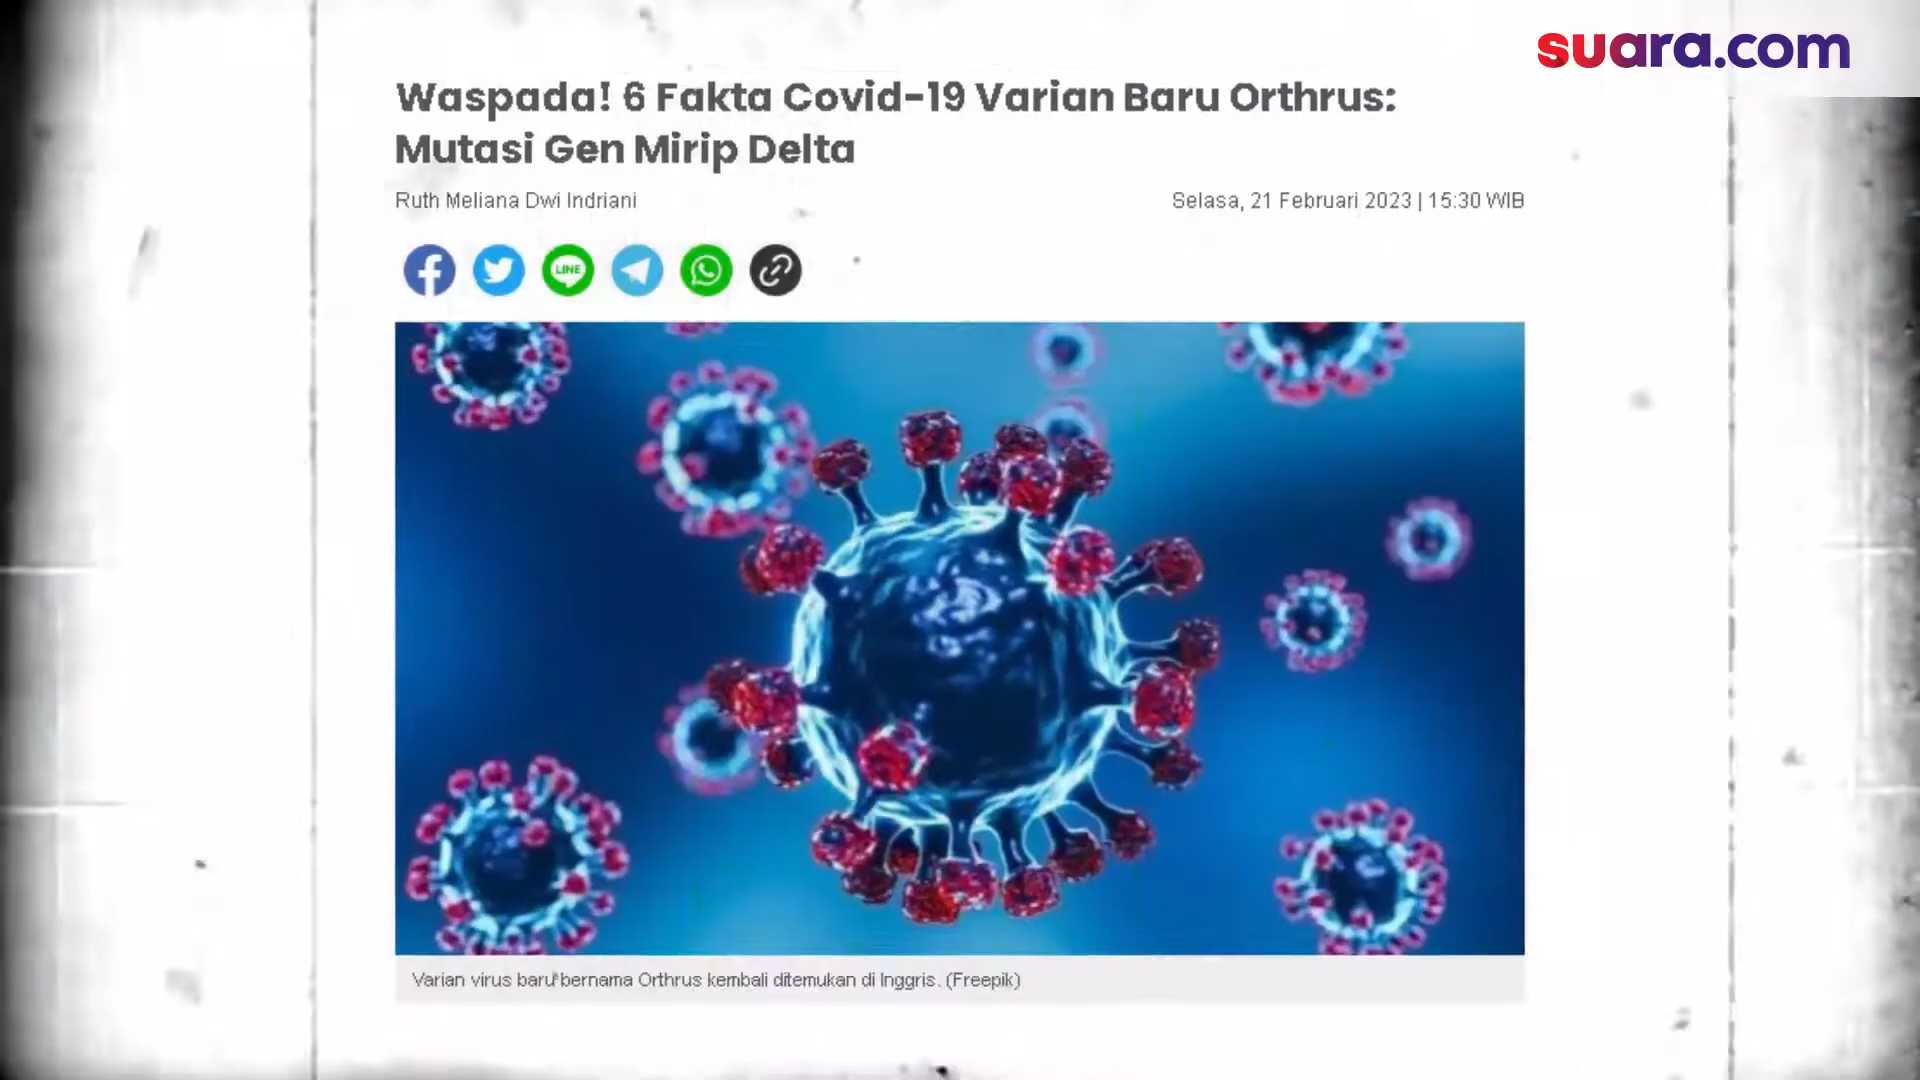 suara.com
Waspada! 6 Fakta Covid-19 Varian Baru Orthrus:
Mutasi Gen Mirip Delta
Ruth Meliana Dwi Indriani
Selasa, 21 Februari 2023 | 15:30 WIB
LINE
Varian virus baru bernama Orthrus kembali ditemukan di Inggris. (Freepik)